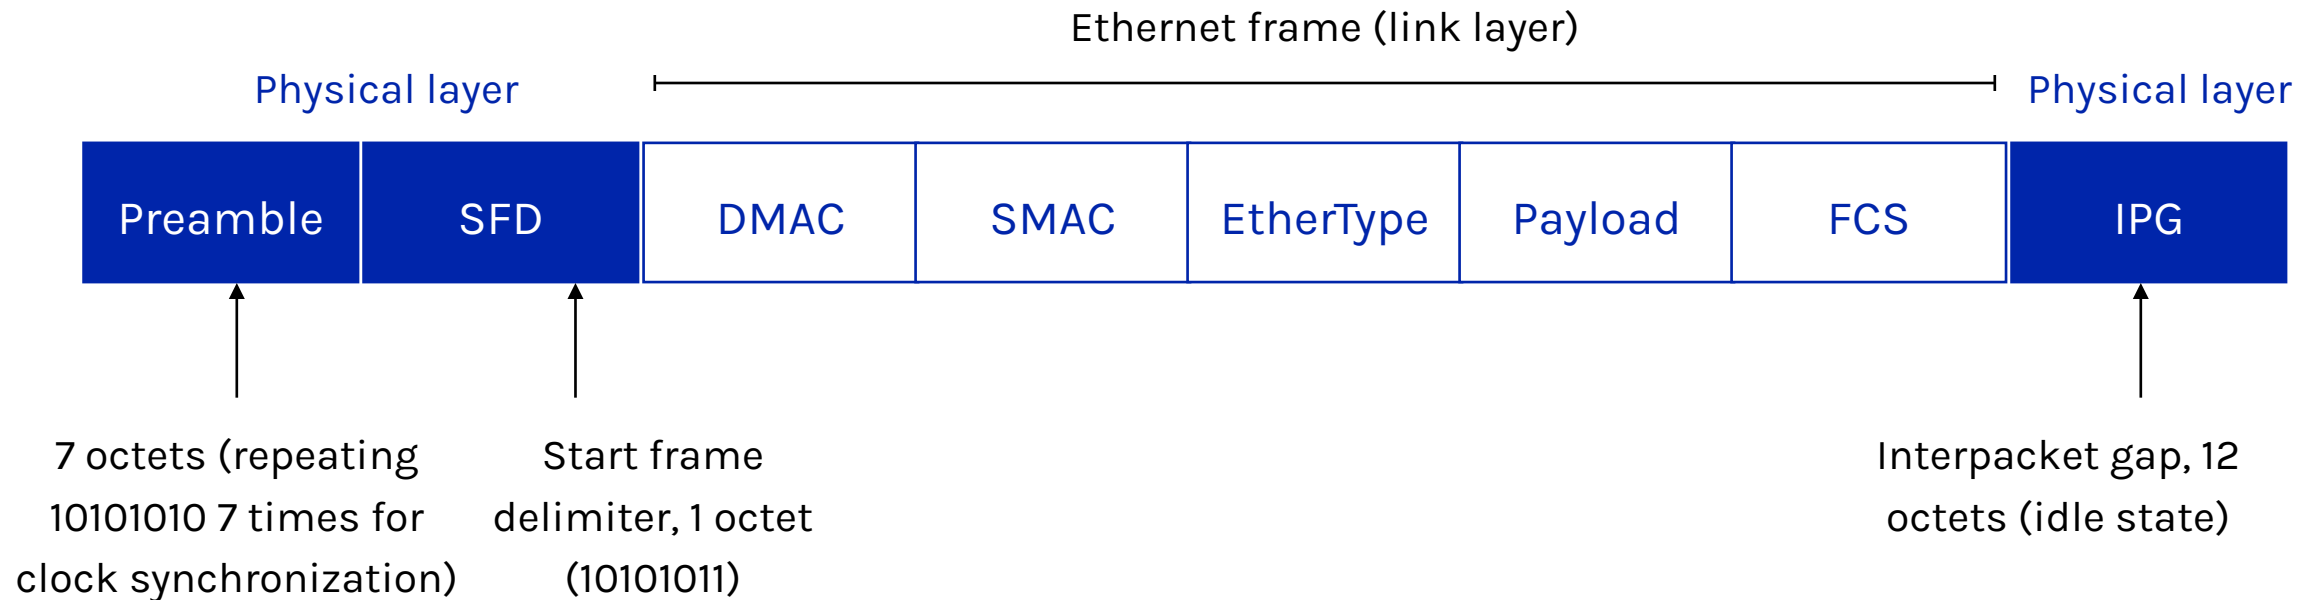 Ethernet frame (link layer)
Physical layer
Physical layer
Preamble
SFD
DMAC
SMAC
EtherType
Payload
FCS
IPG
7 octets (repeating
10101010 7 times for
clock synchronization)
Start frame
delimiter, 1 octet
(10101011)
Interpacket gap, 12
octets (idle state)